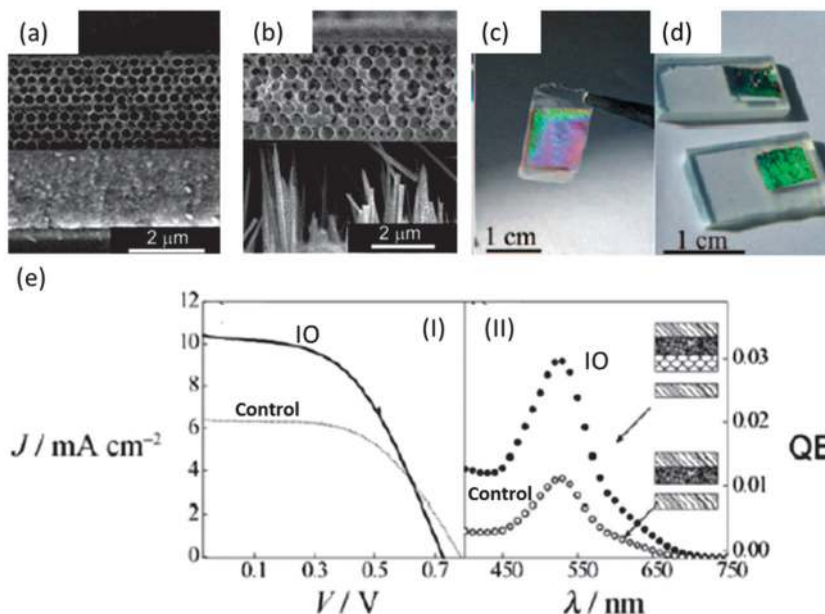 (a)
2 μm
(b)
2 μm
(c)
1 cm
(d)
1 cm
(e)
12
10
8
6
4
2
0
J / mA cm⁻²
IO
(I)
Control
0.1
0.3
0.5
0.7
V / V
(II)
IO
Control
0.03
0.02
0.01
0.00
QE
450
550
650
750
λ / nm